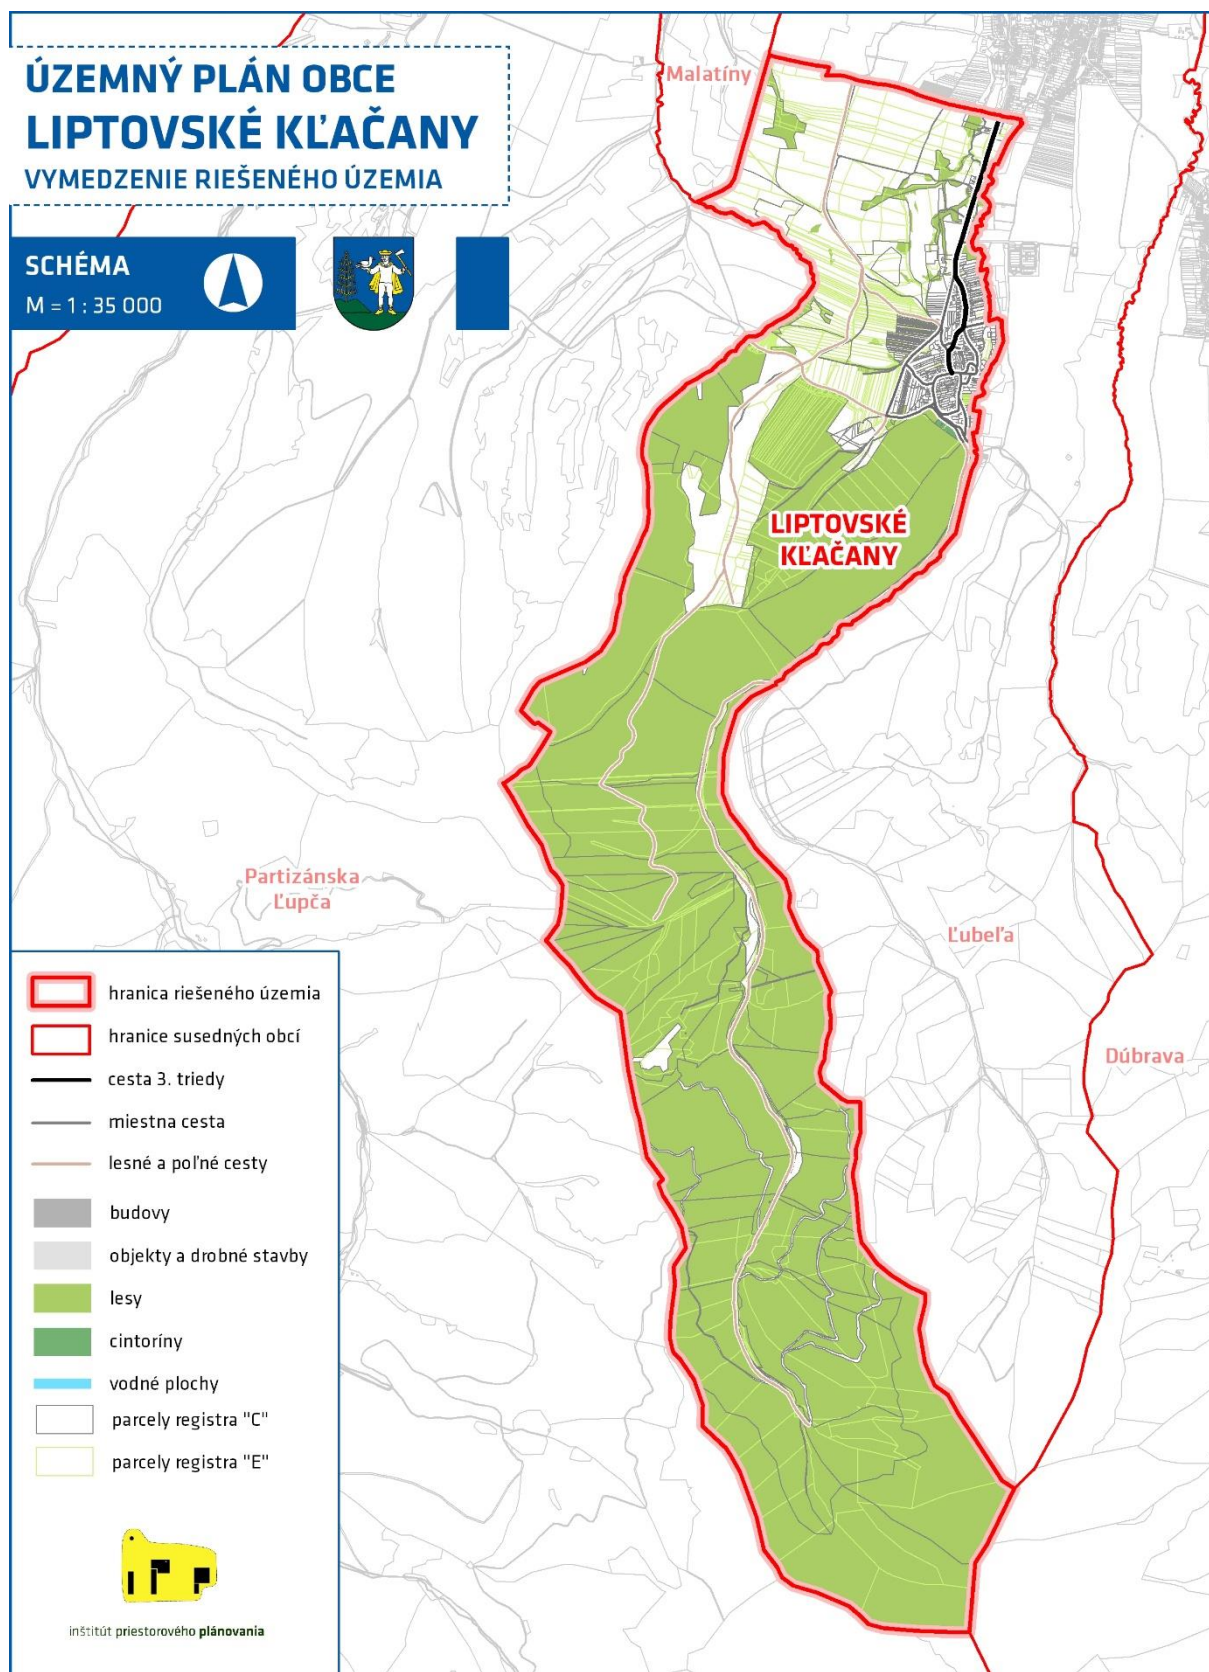 ÚZEMNÝ PLÁN OBCE
LIPTOVSKÉ KĽAČANY
VYMEDZENIE RIEŠENÉHO ÚZEMIA
SCHÉMA
M = 1 : 35 000
Malatíny
LIPTOVSKÉ
KĽAČANY
Partizánska
Ľupča
Ľubeľa
Dúbrava
hranica riešeného územia
hranice susedných obcí
cesta 3. triedy
miestna cesta
lesné a poľné cesty
budovy
objekty a drobné stavby
lesy
cintoríny
vodné plochy
parcely registra "C"
parcely registra "E"
inštitút priestorového plánovania